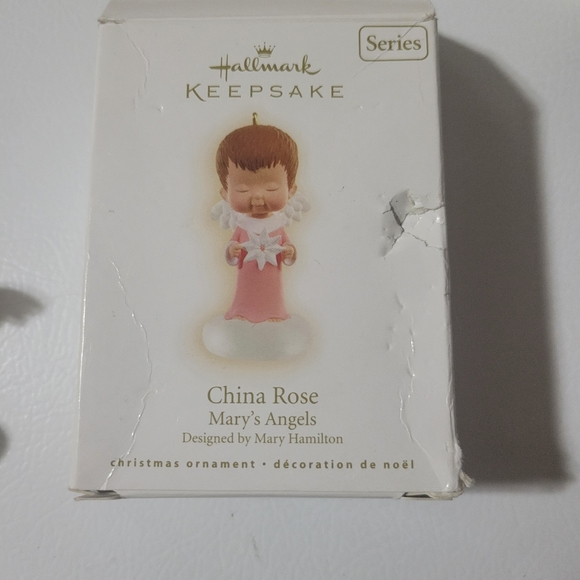 Hallmark
KEEPSAKE
Series
China Rose
Mary's Angels
Designed by Mary Hamilton
christmas ornament • décoration de noël